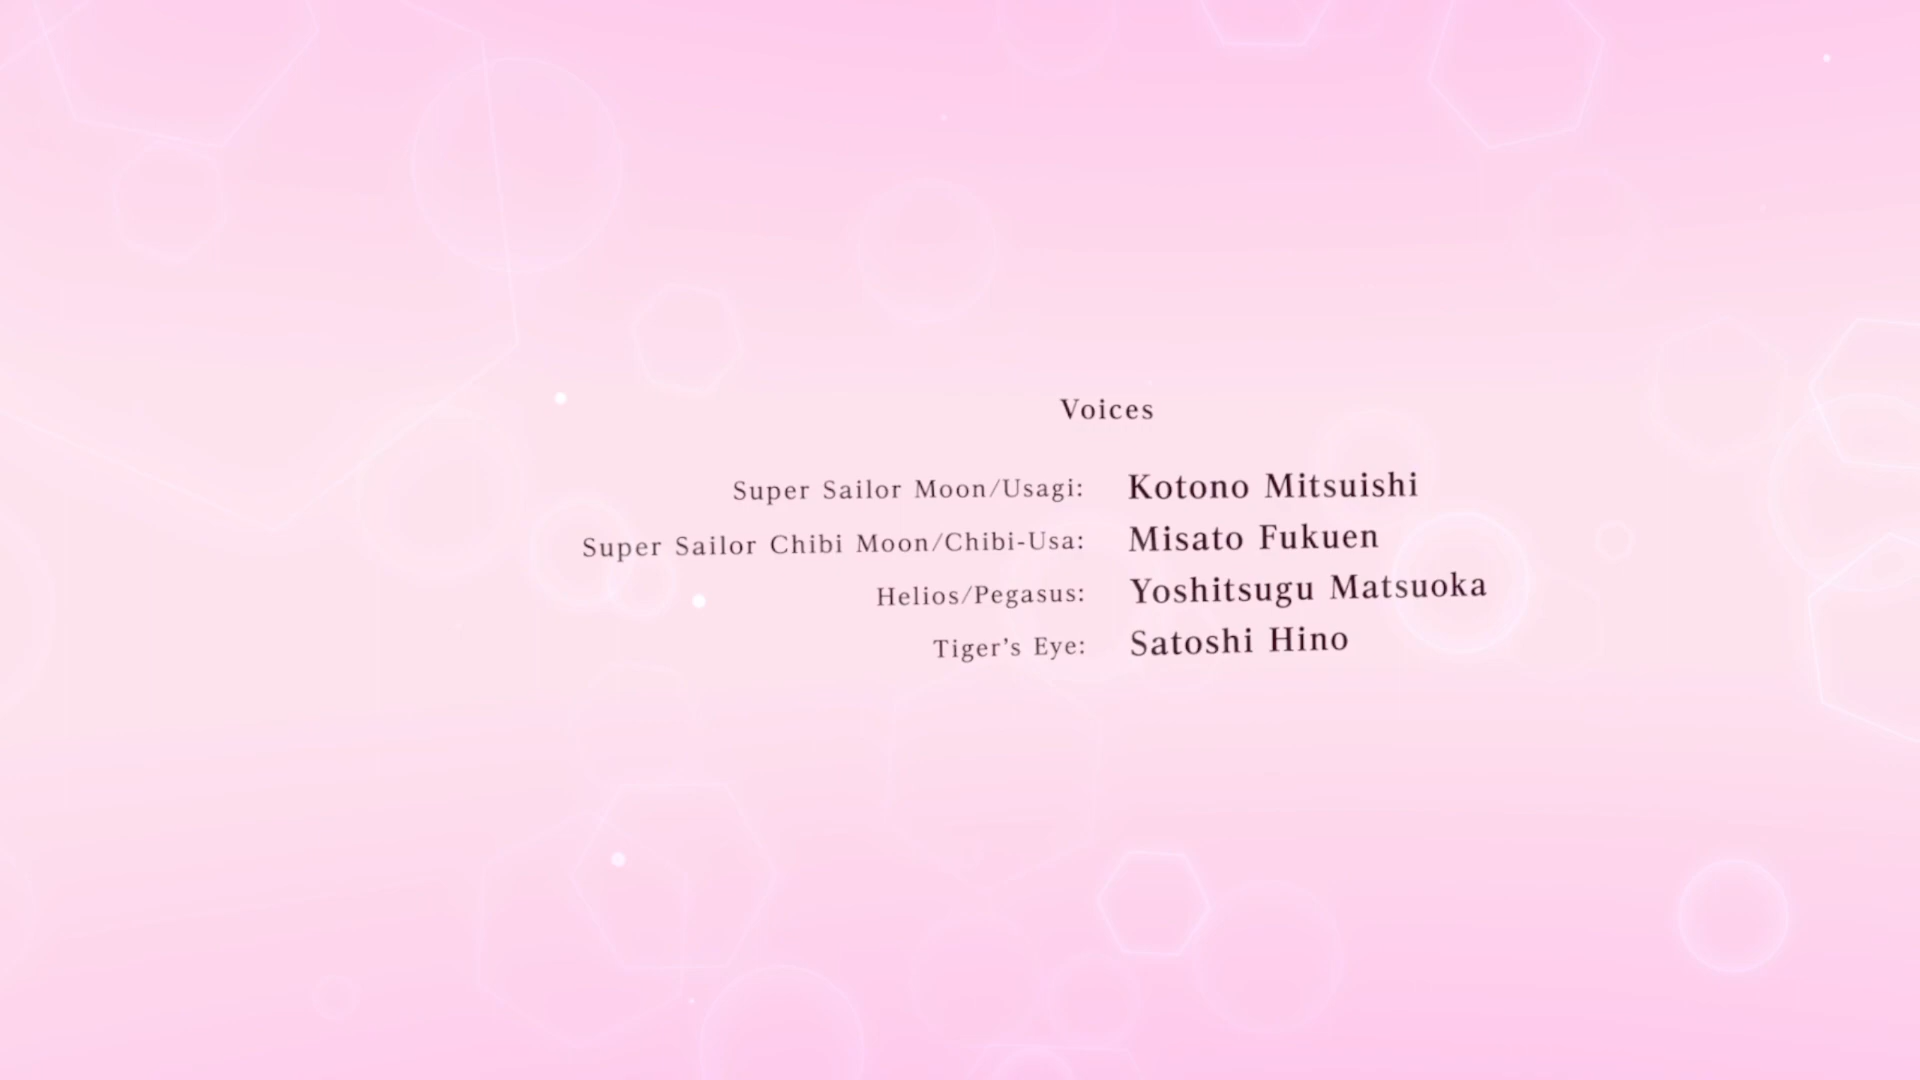 Voices
Super Sailor Moon/Usagi: Kotono Mitsuishi
Super Sailor Chibi Moon/Chibi-Usa: Misato Fukuen
Helios/Pegasus: Yoshitsugu Matsuoka
Tiger’s Eye: Satoshi Hino